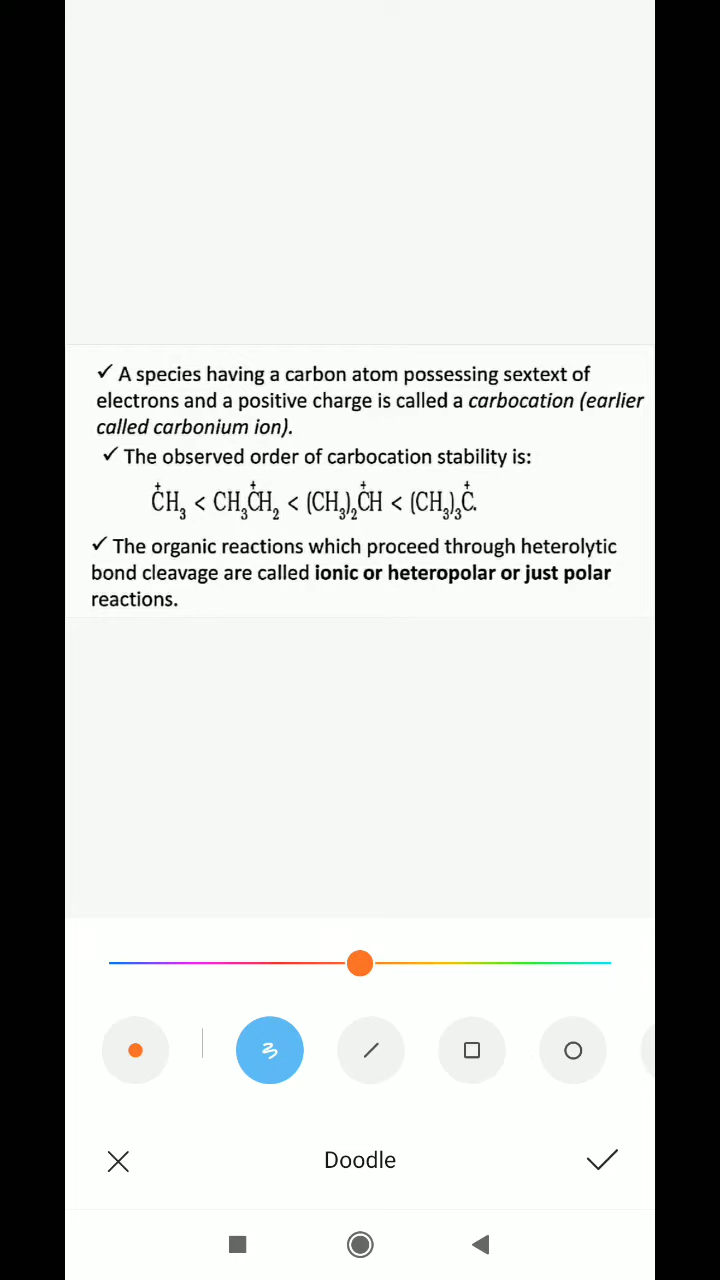 ✓ A species having a carbon atom possessing sextext of
electrons and a positive charge is called a carbocation (earlier
called carbonium ion).
✓ The observed order of carbocation stability is:
C⁺H₃ < CH₃C⁺H₂ < (CH₃)₂C⁺H < (CH₃)₃C⁺.
✓ The organic reactions which proceed through heterolytic
bond cleavage are called ionic or heteropolar or just polar
reactions.
Doodle